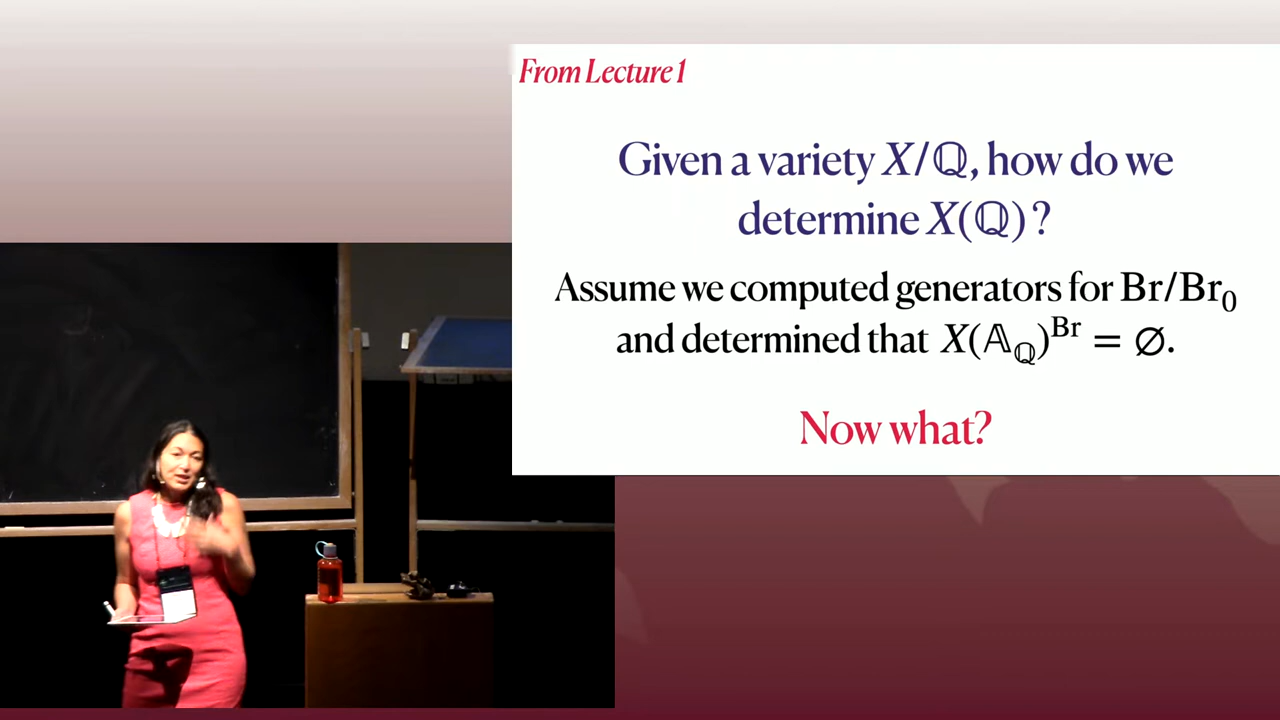 From Lecture 1
Given a variety X/ℚ, how do we
determine X(ℚ)?
Assume we computed generators for Br/Br₀
and determined that X(𝔸_ℚ)^Br = ∅.
Now what?